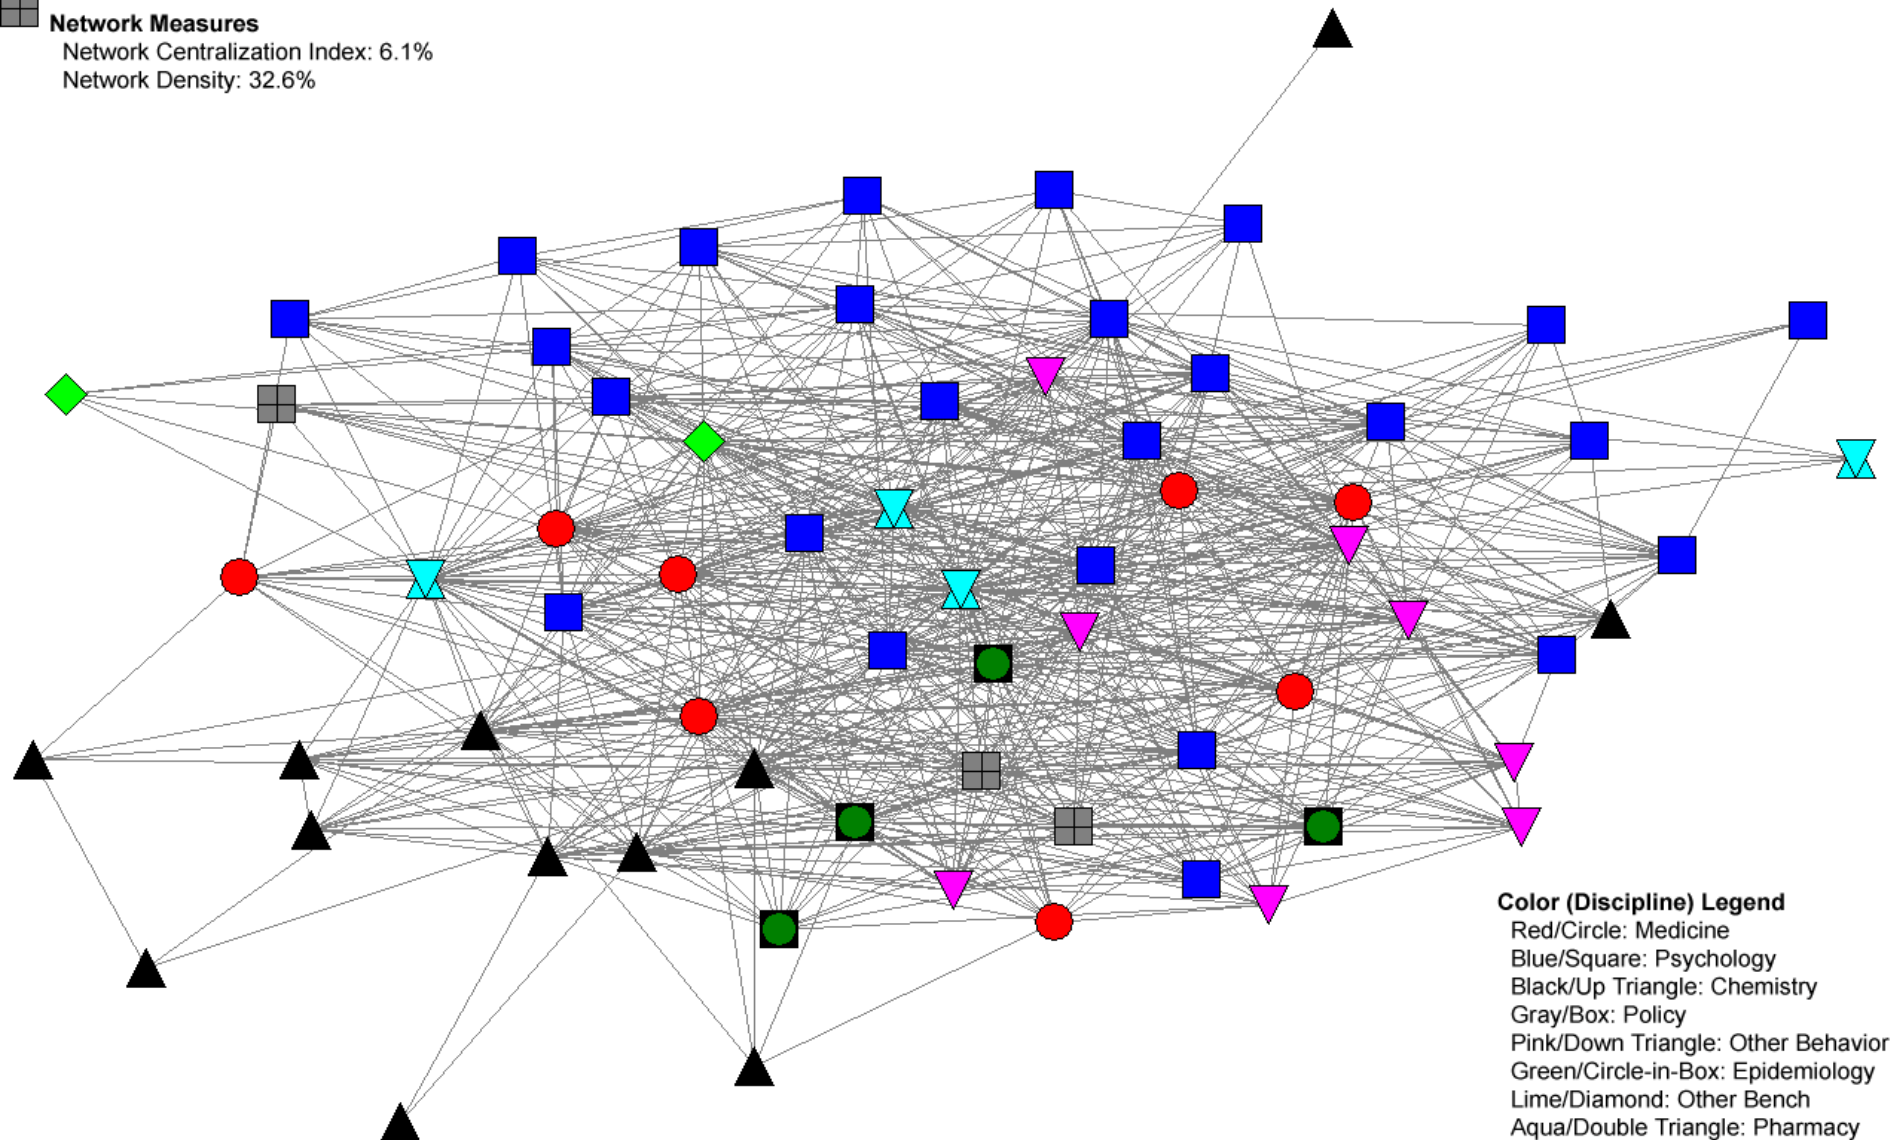 Network Measures
Network Centralization Index: 6.1%
Network Density: 32.6%
Color (Discipline) Legend
Red/Circle: Medicine
Blue/Square: Psychology
Black/Up Triangle: Chemistry
Gray/Box: Policy
Pink/Down Triangle: Other Behavior
Green/Circle-in-Box: Epidemiology
Lime/Diamond: Other Bench
Aqua/Double Triangle: Pharmacy